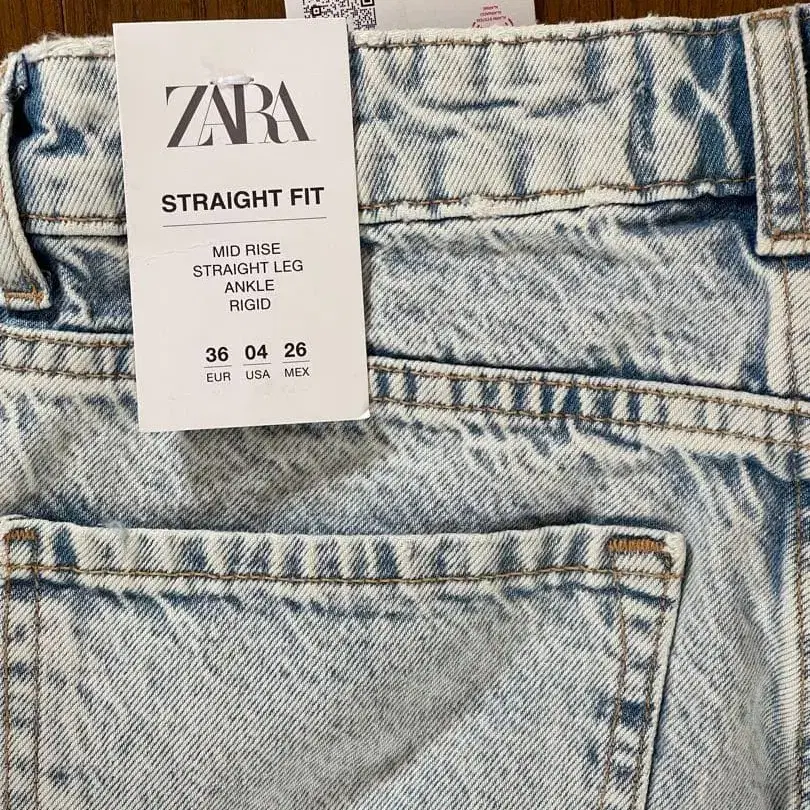 ZARA
STRAIGHT FIT
MID RISE
STRAIGHT LEG
ANKLE
RIGID
36 04 26
EUR USA MEX